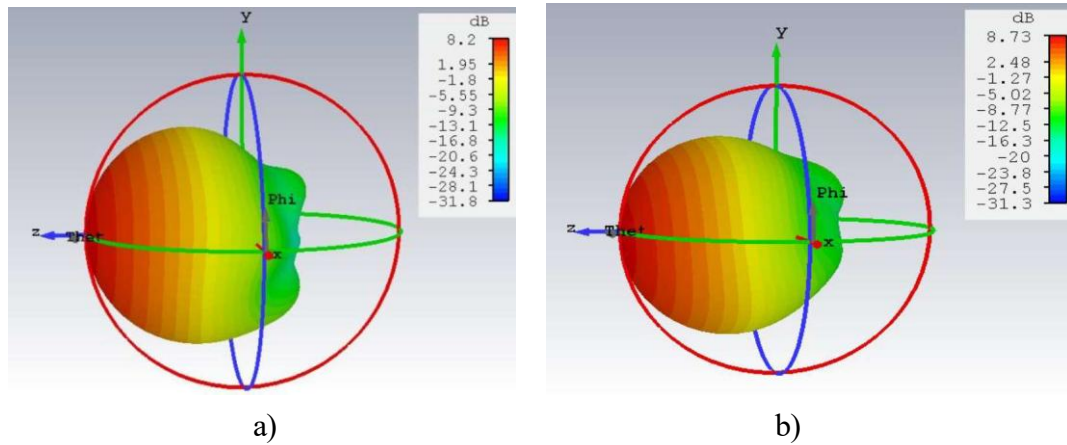 dB
8.2
1.95
-1.8
-5.55
-9.3
-13.1
-16.8
-20.6
-24.3
-28.1
-31.8
Y
Phi
z
x
dB
8.73
2.48
-1.27
-5.02
-8.77
-12.5
-16.3
-20
-23.8
-27.5
-31.3
Y
Phi
z
x
a)
b)